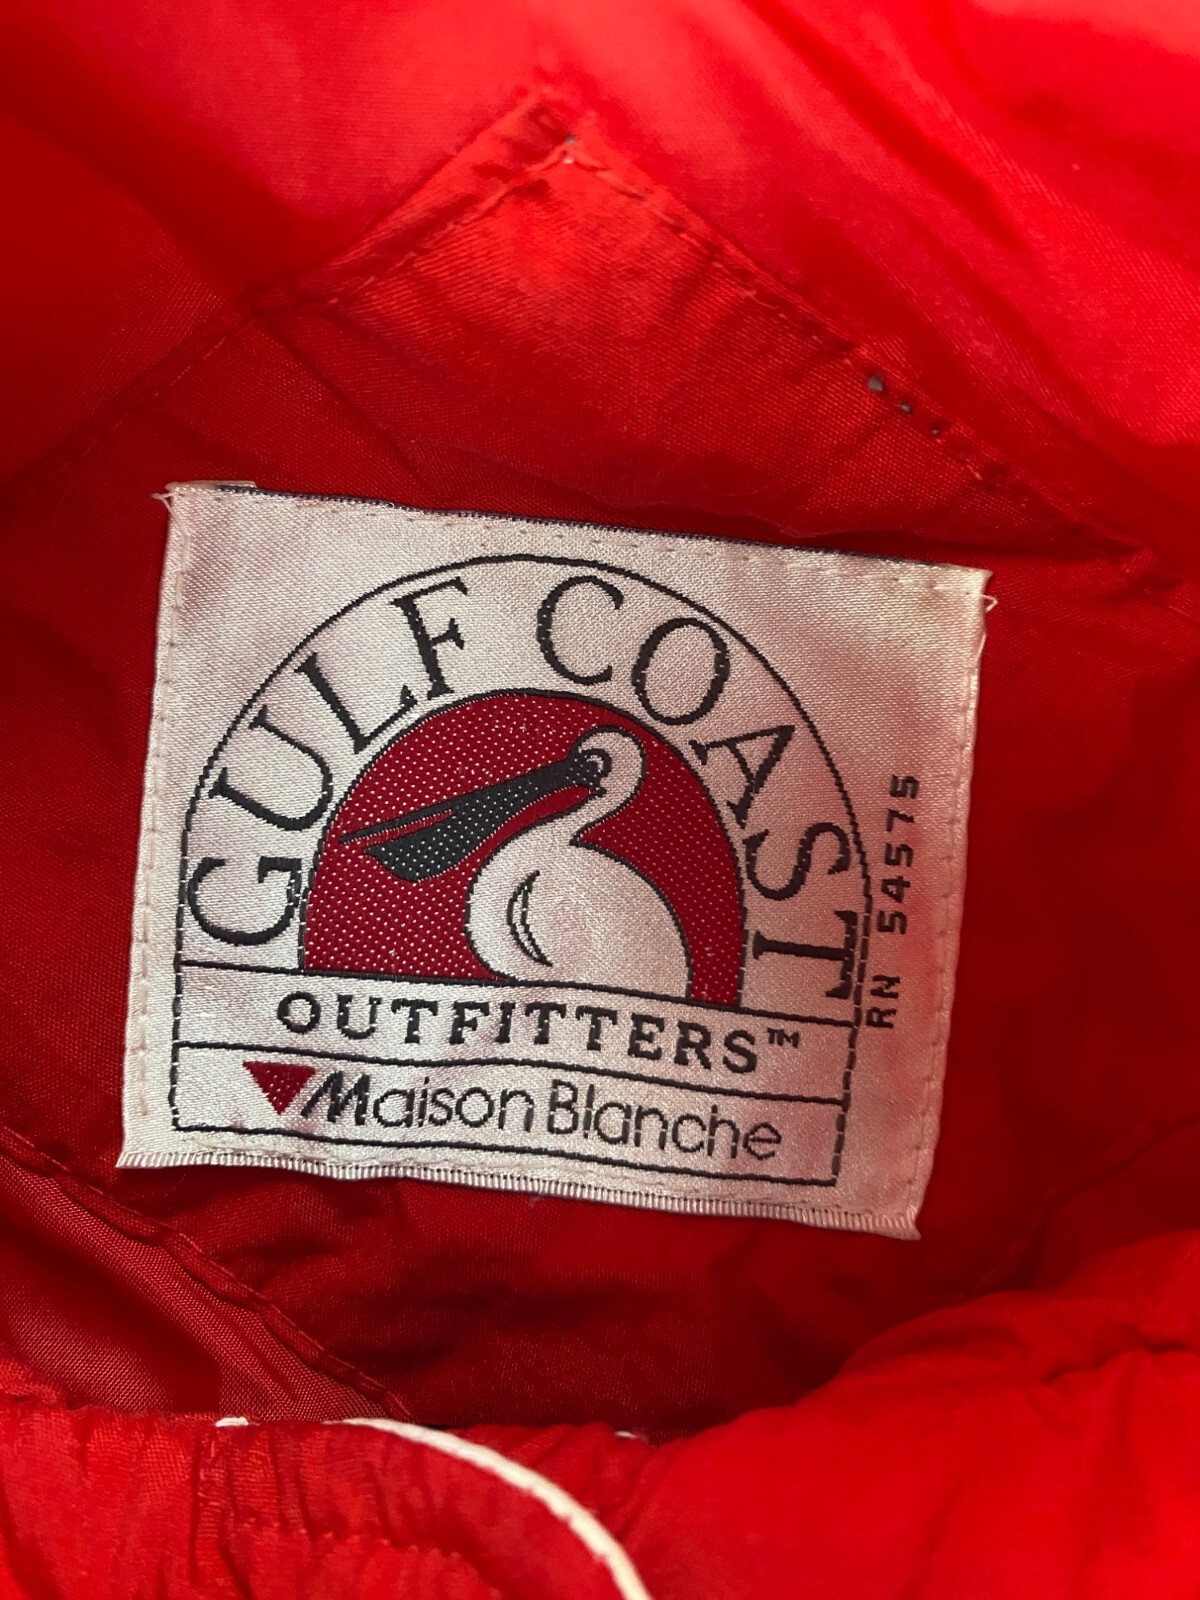 GULF COAST
OUTFITTERS™
Maison Blanche
RN 54575